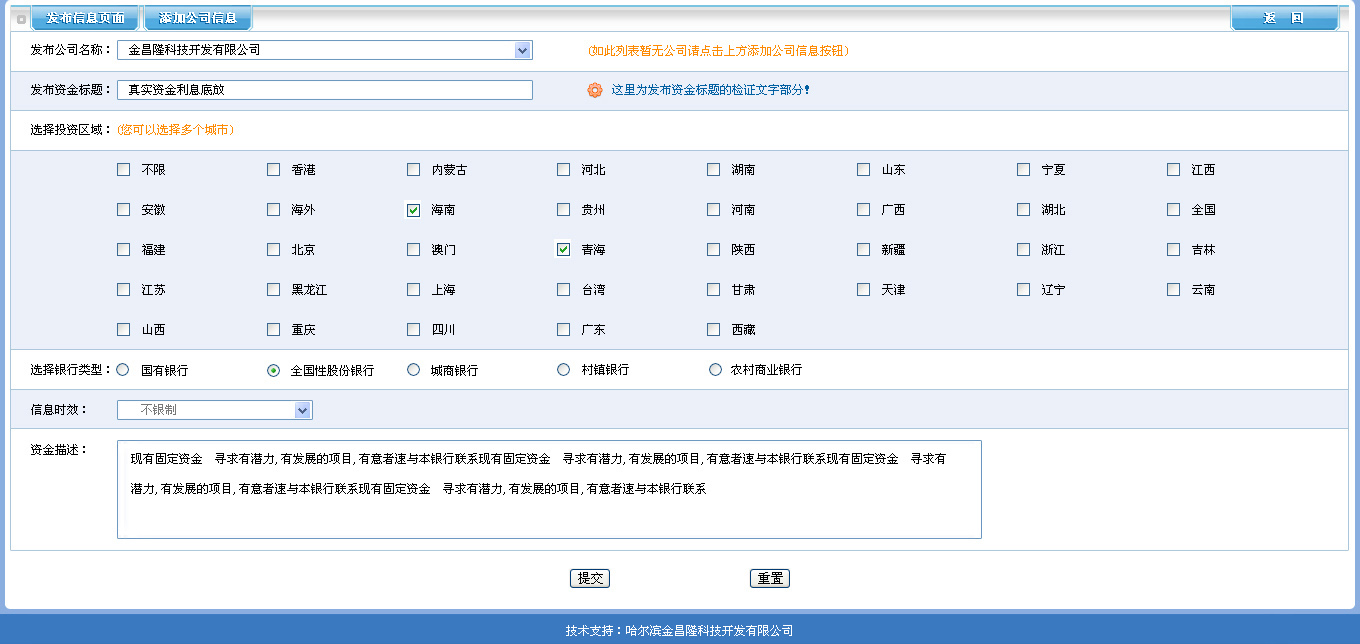 发布信息页面 添加公司信息 返 回
发布公司名称： 金昌隆科技开发有限公司 （如此列表暂无公司请点击上方添加公司信息按钮）
发布资金标题： 真实资金利息底放 这里为发布资金标题的检证文字部分！
选择投资区域：（您可以选择多个城市）
不限 香港 内蒙古 河北 湖南 山东 宁夏 江西
安徽 海外 海南 贵州 河南 广西 湖北 全国
福建 北京 澳门 青海 陕西 新疆 浙江 吉林
江苏 黑龙江 上海 台湾 甘肃 天津 辽宁 云南
山西 重庆 四川 广东 西藏
选择银行类型： 国有银行 全国性股份银行 城商银行 村镇银行 农村商业银行
信息时效： 不银制
资金描述： 现有固定资金 寻求有潜力,有发展的项目,有意者速与本银行联系现有固定资金 寻求有潜力,有发展的项目,有意者速与本银行联系现有固定资金 寻求有
潜力,有发展的项目,有意者速与本银行联系现有固定资金 寻求有潜力,有发展的项目,有意者速与本银行联系
提交 重置
技术支持：哈尔滨金昌隆科技开发有限公司